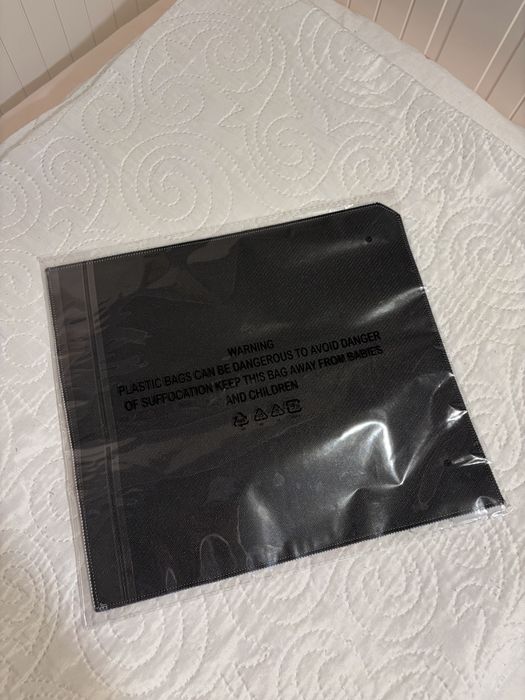 WARNING
PLASTIC BAGS CAN BE DANGEROUS TO AVOID DANGER
OF SUFFOCATION KEEP THIS BAG AWAY FROM BABIES
AND CHILDREN